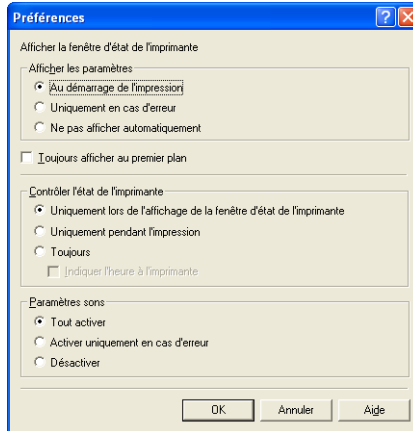 Préférences
Afficher la fenêtre d'état de l'imprimante
Afficher les paramètres
Au démarrage de l'impression
Uniquement en cas d'erreur
Ne pas afficher automatiquement
Toujours afficher au premier plan
Contrôler l'état de l'imprimante
Uniquement lors de l'affichage de la fenêtre d'état de l'imprimante
Uniquement pendant l'impression
Toujours
Indiquer l'heure à l'imprimante
Paramètres sons
Tout activer
Activer uniquement en cas d'erreur
Désactiver
OK Annuler Aide